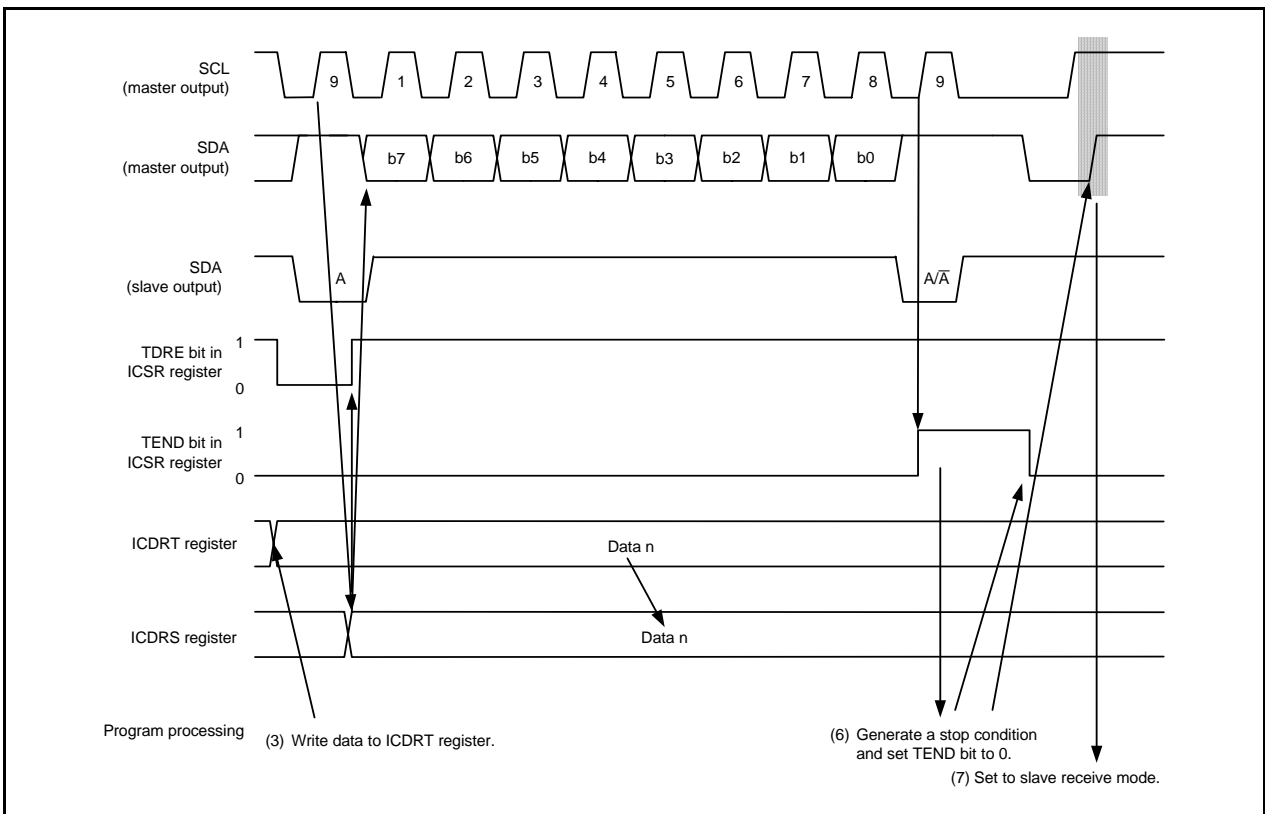 SCL
(master output)
9 1 2 3 4 5 6 7 8 9
SDA
(master output)
b7 b6 b5 b4 b3 b2 b1 b0
SDA
(slave output)
A A/A̅
TDRE bit in
ICSR register
1
0
TEND bit in
ICSR register
1
0
ICDRT register
Data n
ICDRS register
Data n
Program processing
(3) Write data to ICDRT register.
(6) Generate a stop condition
and set TEND bit to 0.
(7) Set to slave receive mode.